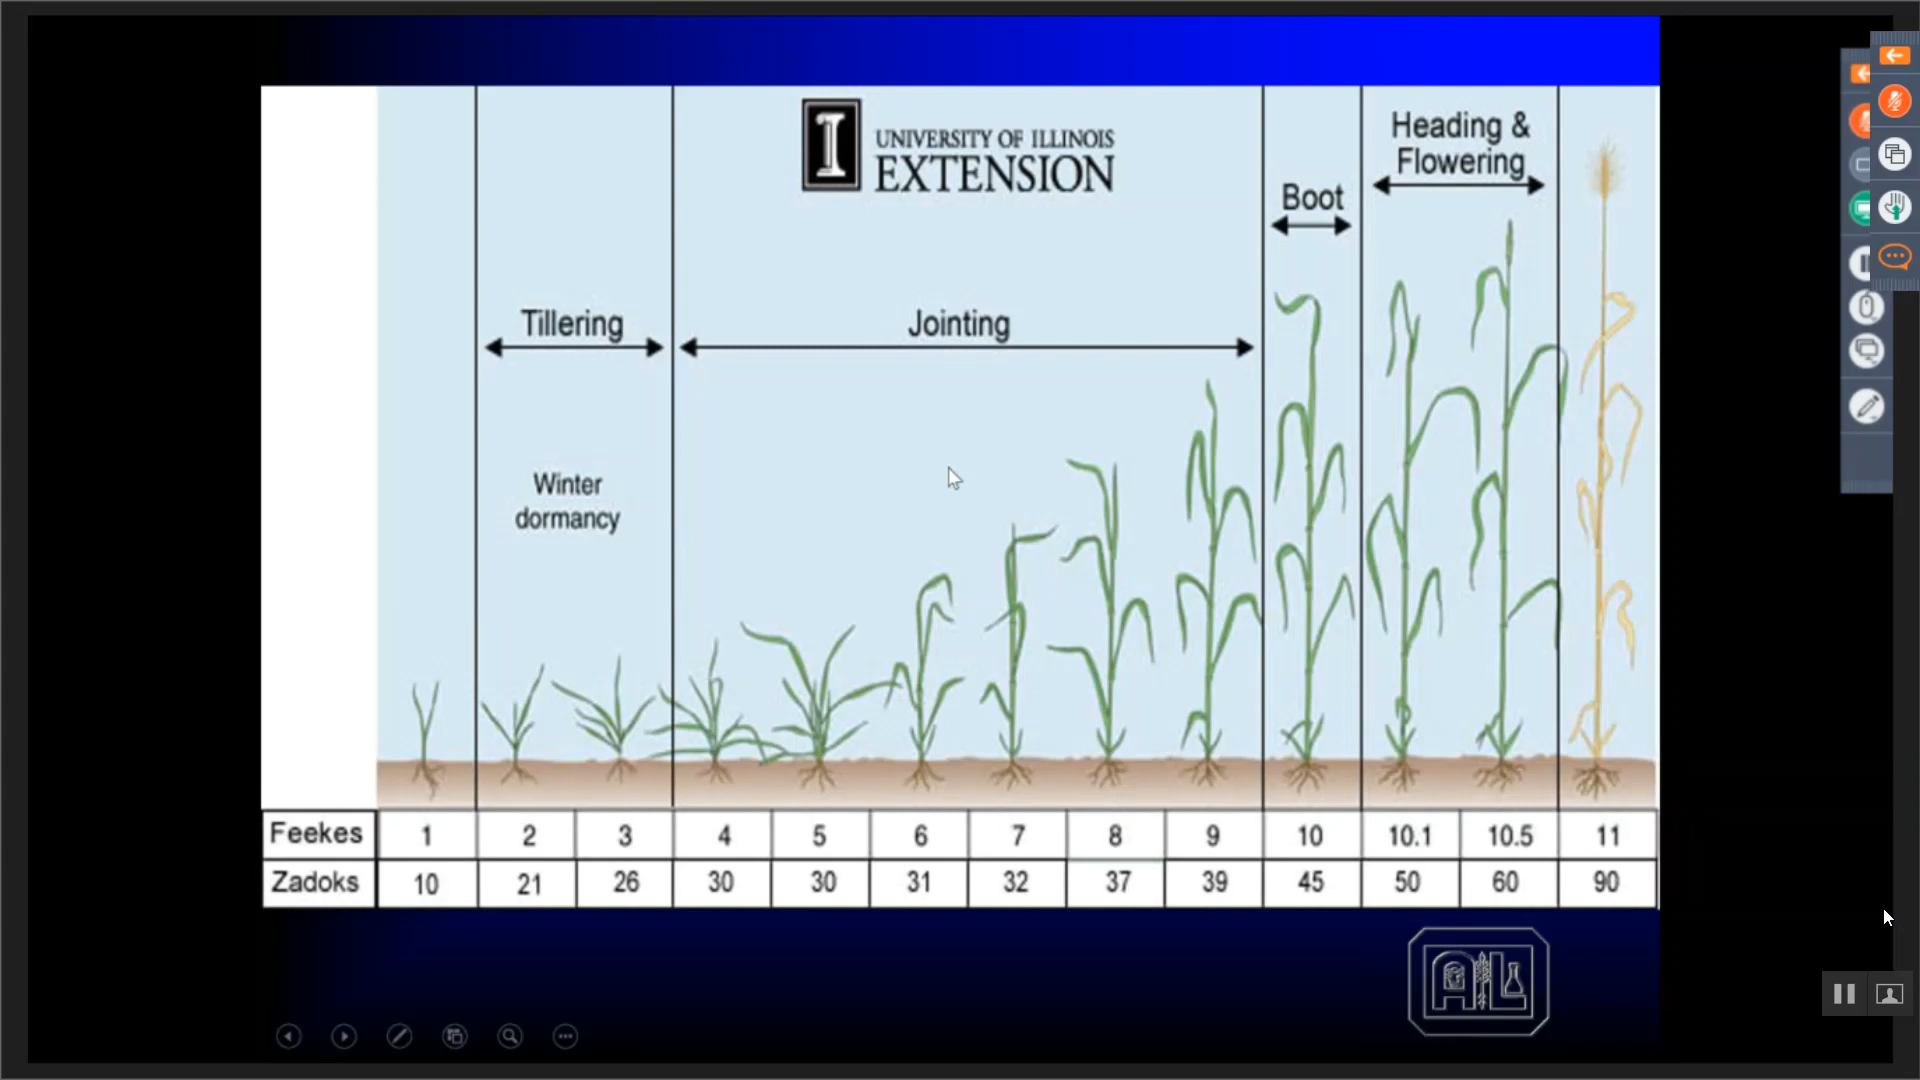 UNIVERSITY OF ILLINOIS
EXTENSION
Heading &
Flowering
Boot
Tillering
Jointing
Winter
dormancy
Feekes 1 2 3 4 5 6 7 8 9 10 10.1 10.5 11
Zadoks 10 21 26 30 30 31 32 37 39 45 50 60 90